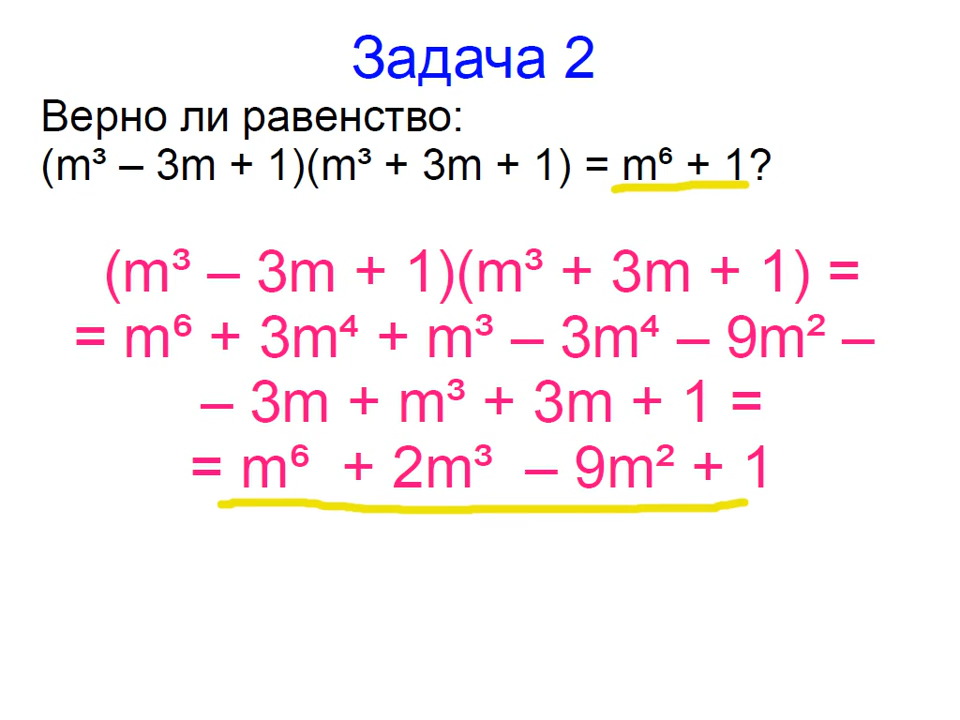 Задача 2
Верно ли равенство:
(m³ – 3m + 1)(m³ + 3m + 1) = m⁶ + 1?
(m³ – 3m + 1)(m³ + 3m + 1) =
= m⁶ + 3m⁴ + m³ – 3m⁴ – 9m² –
– 3m + m³ + 3m + 1 =
= m⁶ + 2m³ – 9m² + 1